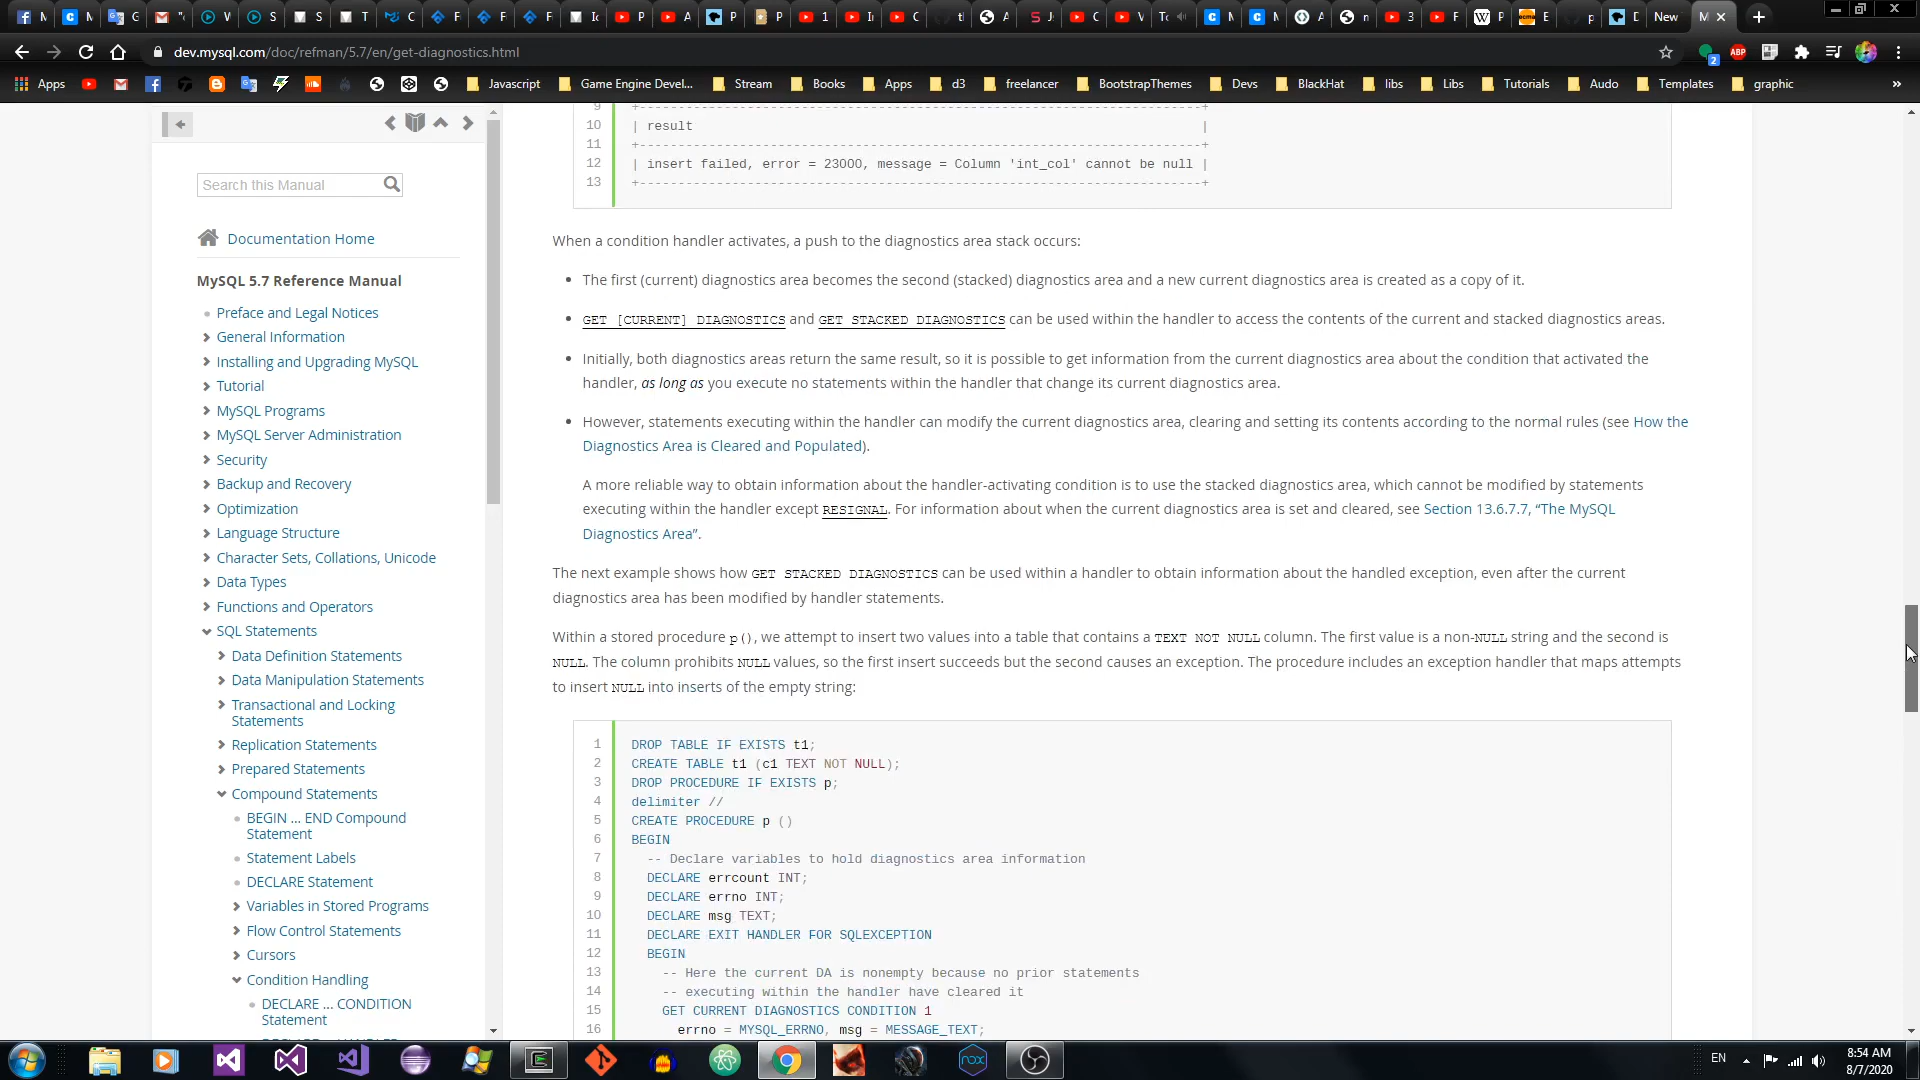 dev.mysql.com/doc/refman/5.7/en/get-diagnostics.html
Apps
Javascript
Game Engine Devel...
Stream
Books
Apps
d3
freelancer
BootstrapThemes
Devs
BlackHat
libs
Libs
Tutorials
Audo
Templates
graphic
»
Search this Manual
Documentation Home
MySQL 5.7 Reference Manual
Preface and Legal Notices
General Information
Installing and Upgrading MySQL
Tutorial
MySQL Programs
MySQL Server Administration
Security
Backup and Recovery
Optimization
Language Structure
Character Sets, Collations, Unicode
Data Types
Functions and Operators
SQL Statements
Data Definition Statements
Data Manipulation Statements
Transactional and Locking
Statements
Replication Statements
Prepared Statements
Compound Statements
BEGIN ... END Compound
Statement
Statement Labels
DECLARE Statement
Variables in Stored Programs
Flow Control Statements
Cursors
Condition Handling
DECLARE ... CONDITION
Statement
9 +------------------------------------------------------------------------+
10 | result |
11 +------------------------------------------------------------------------+
12 | insert failed, error = 23000, message = Column 'int_col' cannot be null |
13 +------------------------------------------------------------------------+
When a condition handler activates, a push to the diagnostics area stack occurs:
• The first (current) diagnostics area becomes the second (stacked) diagnostics area and a new current diagnostics area is created as a copy of it.
• GET [CURRENT] DIAGNOSTICS and GET STACKED DIAGNOSTICS can be used within the handler to access the contents of the current and stacked diagnostics areas.
• Initially, both diagnostics areas return the same result, so it is possible to get information from the current diagnostics area about the condition that activated the
handler, as long as you execute no statements within the handler that change its current diagnostics area.
• However, statements executing within the handler can modify the current diagnostics area, clearing and setting its contents according to the normal rules (see How the
Diagnostics Area is Cleared and Populated).
A more reliable way to obtain information about the handler-activating condition is to use the stacked diagnostics area, which cannot be modified by statements
executing within the handler except RESIGNAL. For information about when the current diagnostics area is set and cleared, see Section 13.6.7.7, “The MySQL
Diagnostics Area”.
The next example shows how GET STACKED DIAGNOSTICS can be used within a handler to obtain information about the handled exception, even after the current
diagnostics area has been modified by handler statements.
Within a stored procedure p(), we attempt to insert two values into a table that contains a TEXT NOT NULL column. The first value is a non-NULL string and the second is
NULL. The column prohibits NULL values, so the first insert succeeds but the second causes an exception. The procedure includes an exception handler that maps attempts
to insert NULL into inserts of the empty string:
1 DROP TABLE IF EXISTS t1;
2 CREATE TABLE t1 (c1 TEXT NOT NULL);
3 DROP PROCEDURE IF EXISTS p;
4 delimiter //
5 CREATE PROCEDURE p ()
6 BEGIN
7 -- Declare variables to hold diagnostics area information
8 DECLARE errcount INT;
9 DECLARE errno INT;
10 DECLARE msg TEXT;
11 DECLARE EXIT HANDLER FOR SQLEXCEPTION
12 BEGIN
13 -- Here the current DA is nonempty because no prior statements
14 -- executing within the handler have cleared it
15 GET CURRENT DIAGNOSTICS CONDITION 1
16 errno = MYSQL_ERRNO, msg = MESSAGE_TEXT;
EN
8:54 AM
8/7/2020